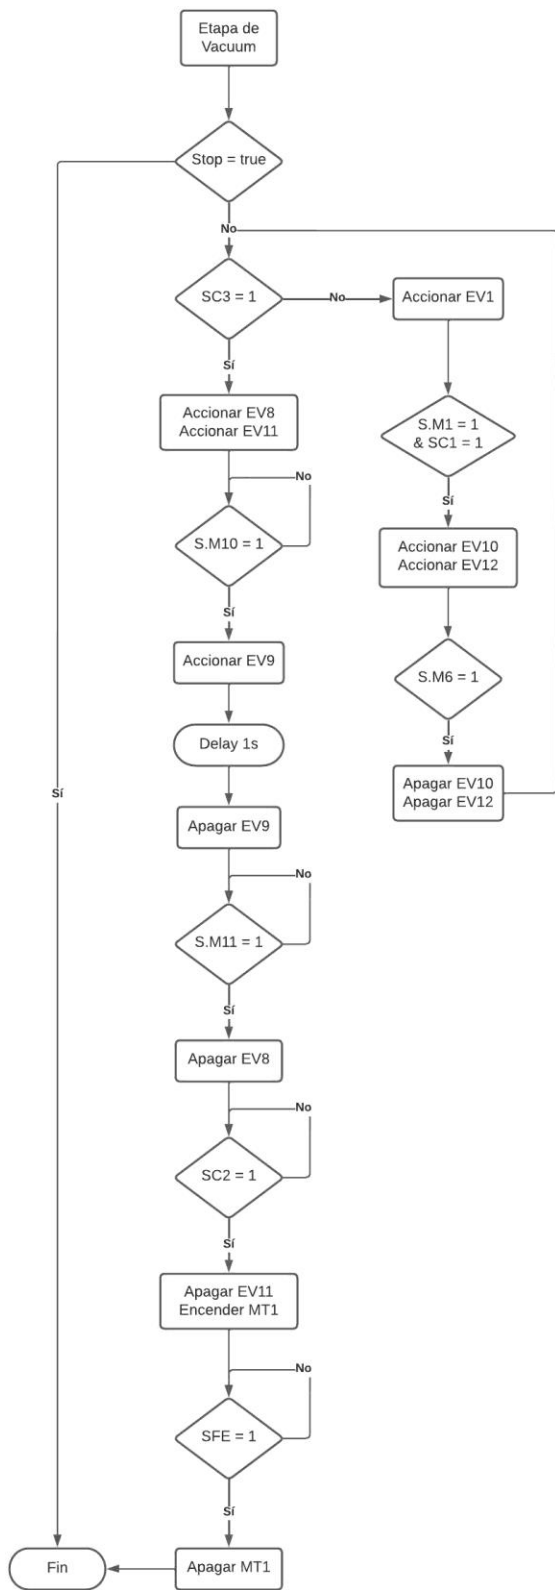 Etapa de
Vacuum
Stop = true
No
SC3 = 1
No
Accionar EV1
Sí
Accionar EV8
Accionar EV11
S.M1 = 1
& SC1 = 1
No
Sí
S.M10 = 1
Accionar EV10
Accionar EV12
Sí
Accionar EV9
S.M6 = 1
Sí
Delay 1s
Sí
Apagar EV10
Apagar EV12
Apagar EV9
No
S.M11 = 1
Sí
Apagar EV8
No
SC2 = 1
Sí
Apagar EV11
Encender MT1
No
SFE = 1
Sí
Fin
Apagar MT1